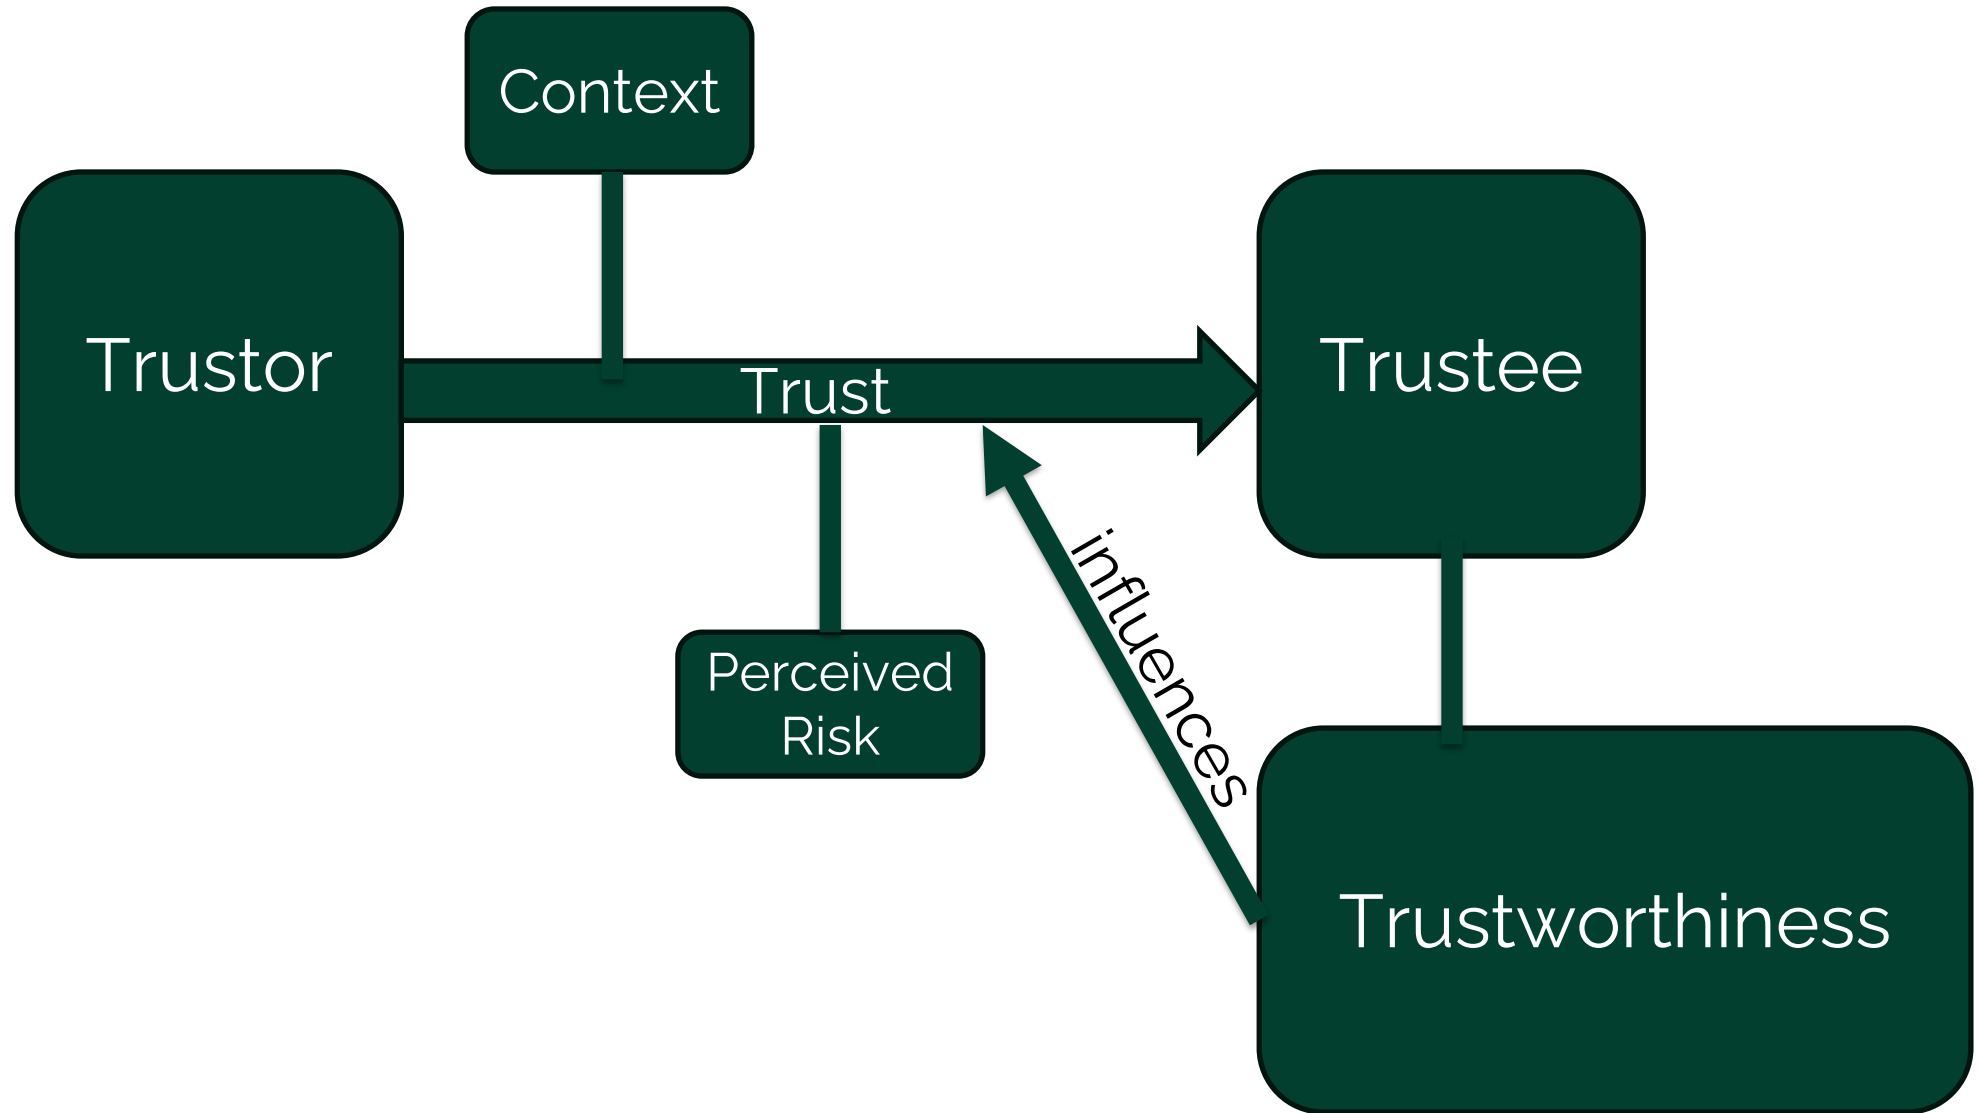 Context
Trustor
Trust
Trustee
Perceived
Risk
influences
Trustworthiness